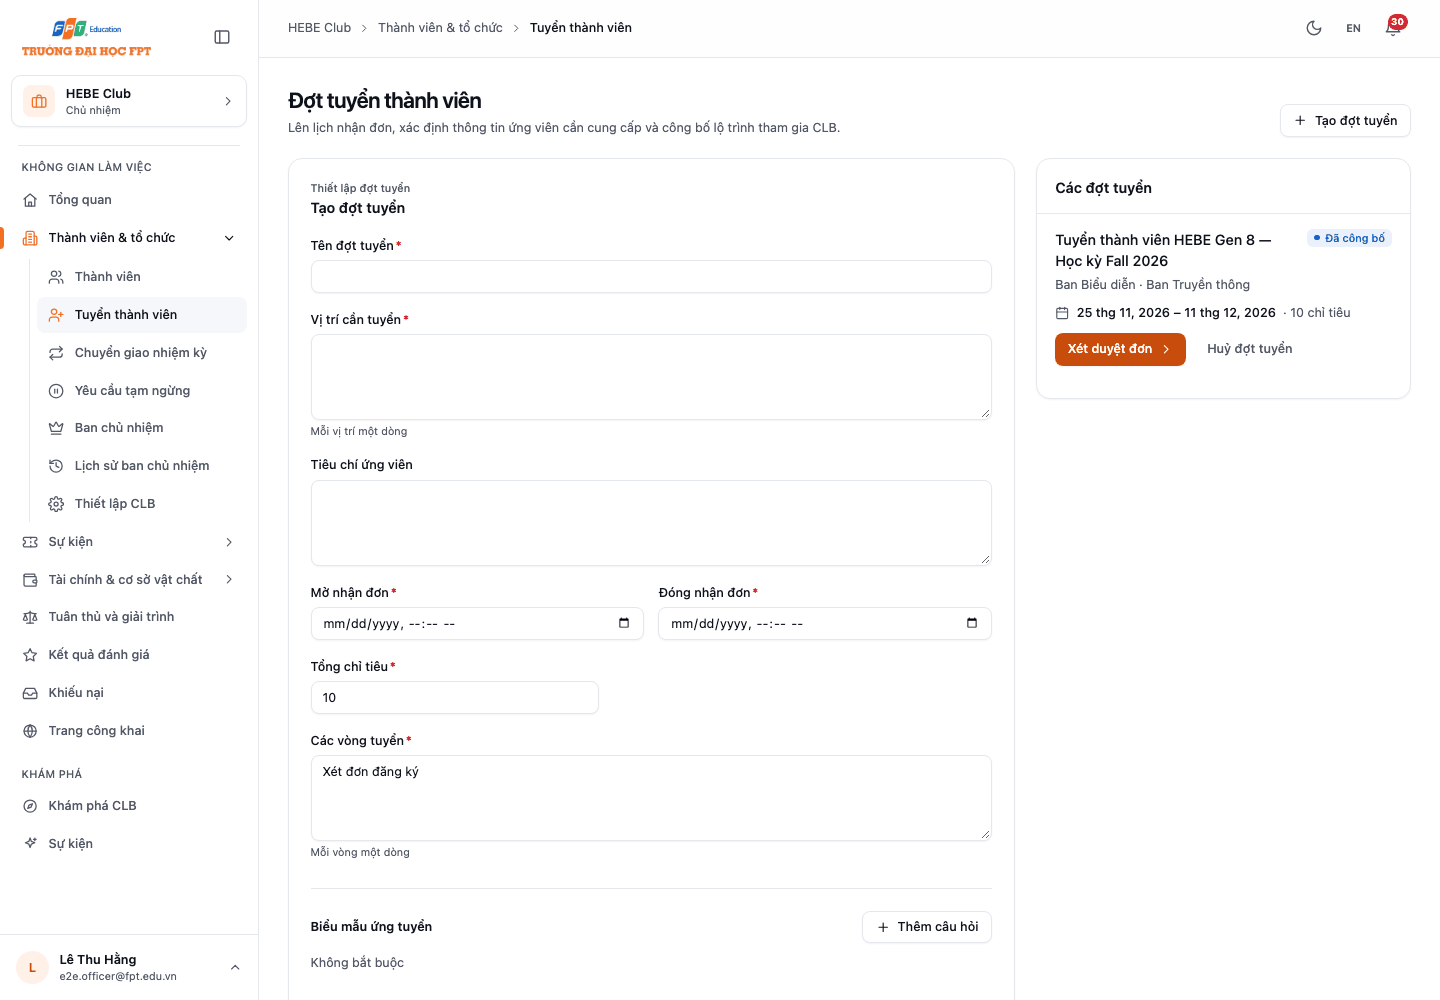 FPT Education
TRƯỜNG ĐẠI HỌC FPT
HEBE Club
Chủ nhiệm
KHÔNG GIAN LÀM VIỆC
Tổng quan
Thành viên & tổ chức
Thành viên
Tuyển thành viên
Chuyển giao nhiệm kỳ
Yêu cầu tạm ngừng
Ban chủ nhiệm
Lịch sử ban chủ nhiệm
Thiết lập CLB
Sự kiện
Tài chính & cơ sở vật chất
Tuân thủ và giải trình
Kết quả đánh giá
Khiếu nại
Trang công khai
KHÁM PHÁ
Khám phá CLB
Sự kiện
L
Lê Thu Hằng
e2e.officer@fpt.edu.vn
HEBE Club > Thành viên & tổ chức > Tuyển thành viên
EN
30
Đợt tuyển thành viên
Lên lịch nhận đơn, xác định thông tin ứng viên cần cung cấp và công bố lộ trình tham gia CLB.
+ Tạo đợt tuyển
Thiết lập đợt tuyển
Tạo đợt tuyển
Tên đợt tuyển*
Vị trí cần tuyển*
Mỗi vị trí một dòng
Tiêu chí ứng viên
Mở nhận đơn* Đóng nhận đơn*
mm/dd/yyyy, --:-- -- mm/dd/yyyy, --:-- --
Tổng chỉ tiêu*
10
Các vòng tuyển*
Xét đơn đăng ký
Mỗi vòng một dòng
Biểu mẫu ứng tuyển
+ Thêm câu hỏi
Không bắt buộc
Các đợt tuyển
Tuyển thành viên HEBE Gen 8 —
Học kỳ Fall 2026
Đã công bố
Ban Biểu diễn · Ban Truyền thông
25 thg 11, 2026 – 11 thg 12, 2026 · 10 chỉ tiêu
Xét duyệt đơn >
Huỷ đợt tuyển